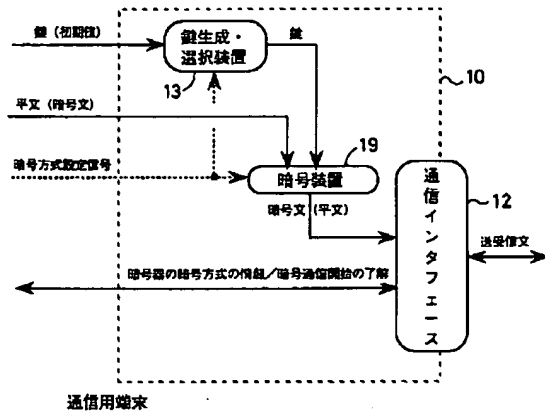 鍵（初期値）
鍵生成・
選択装置
13
鍵
10
平文（暗号文）
暗号方式設定信号
19
暗号装置
暗号文（平文）
通信インタフェース
12
送受信文
暗号器の暗号方式の情報／暗号通信開始の了解
通信用端末